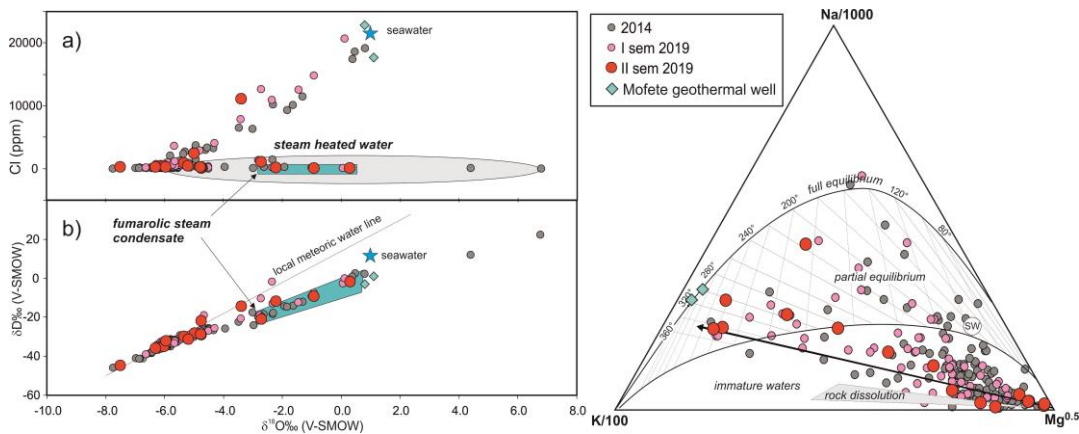 a)
Cl (ppm)
20000
10000
0
seawater
steam heated water
fumarolic steam
condensate
b)
δD‰ (V-SMOW)
20
0
-20
-40
-60
local meteoric water line
seawater
-10.0 -8.0 -6.0 -4.0 -2.0 0.0 2.0 4.0 6.0 8.0
δ18O‰ (V-SMOW)
2014
I sem 2019
II sem 2019
Mofete geothermal well
Na/1000
full equilibrium
120°
80°
200°
240°
280°
320°
360°
partial equilibrium
SW
immature waters
rock dissolution
K/100
Mg0.5